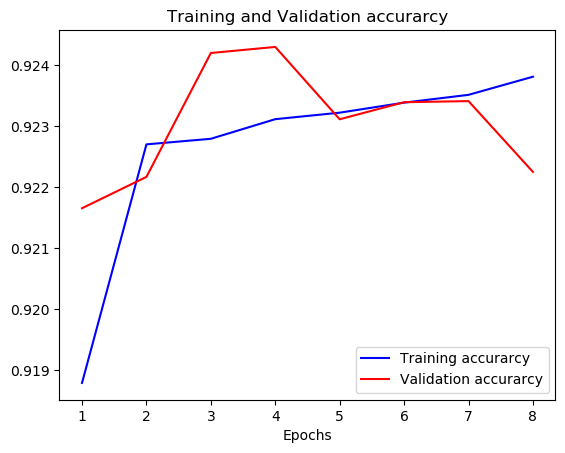 Training and Validation accurarcy
0.924
0.923
0.922
0.921
0.920
0.919
Training accurarcy
Validation accurarcy
1 2 3 4 5 6 7 8
Epochs